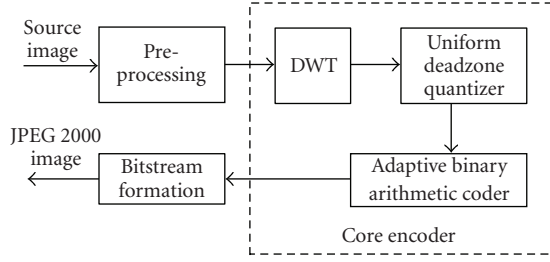 Source
image
Pre-
processing
DWT
Uniform
deadzone
quantizer
JPEG 2000
image
Bitstream
formation
Adaptive binary
arithmetic coder
Core encoder